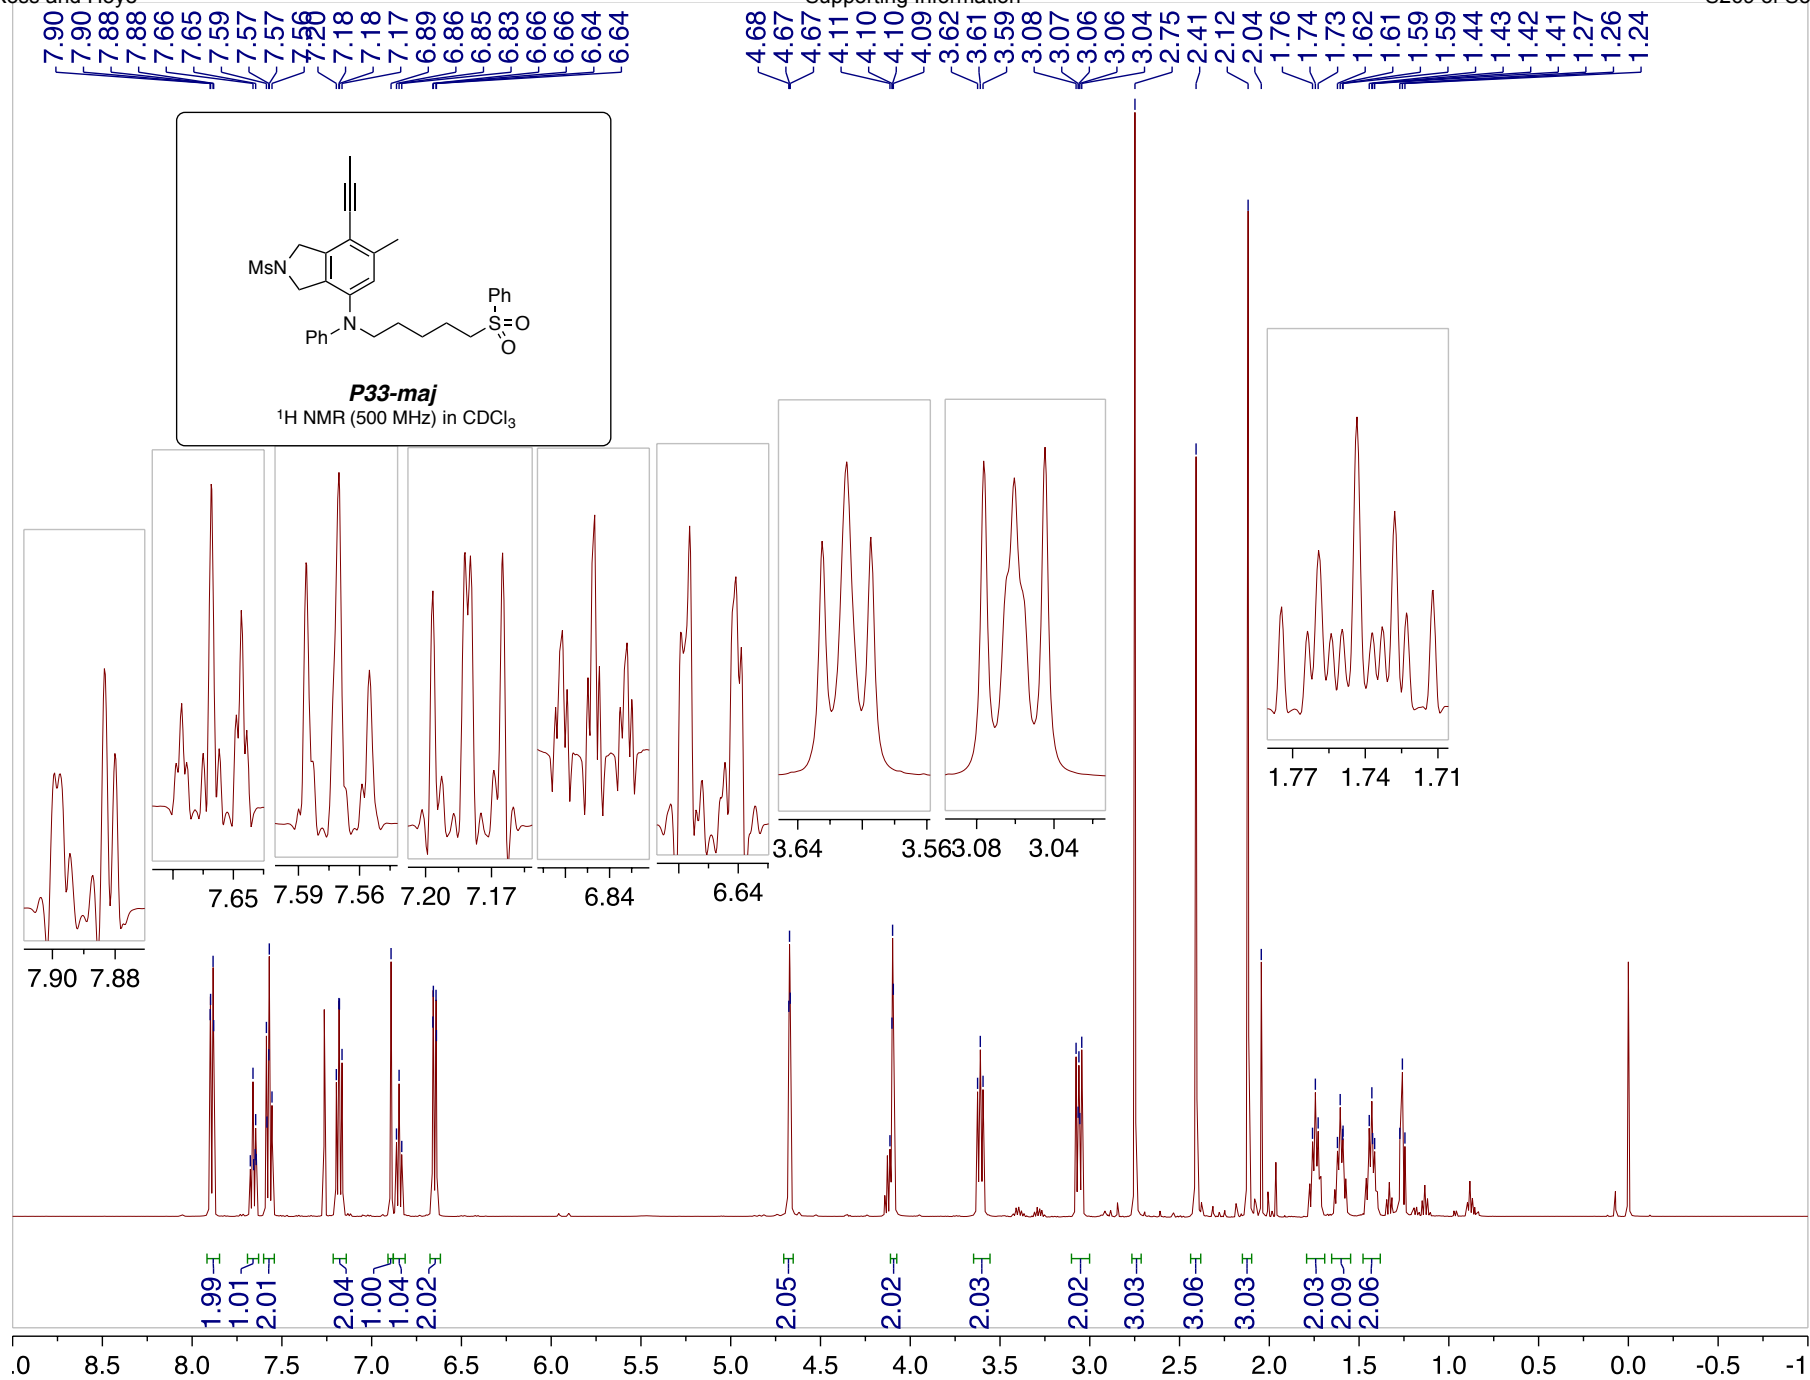 Supporting Information
7.90 7.90 7.88 7.88 7.66 7.65 7.59 7.57 7.57 7.56 7.20 7.18 7.18 7.17 6.89 6.86 6.85 6.83 6.66 6.66 6.64 6.64 4.68 4.67 4.67 4.11 4.10 4.10 4.09 3.62 3.61 3.59 3.08 3.07 3.06 3.06 3.04 2.75 2.41 2.12 2.04 1.76 1.74 1.73 1.62 1.61 1.59 1.59 1.44 1.43 1.42 1.41 1.27 1.26 1.24
MsN
Ph
N
Ph
S=O
O
P33-maj
¹H NMR (500 MHz) in CDCl₃
1.77 1.74 1.71
3.64 3.56 3.08 3.04
7.65 7.59 7.56 7.20 7.17 6.84 6.64
7.90 7.88
1.99 1.01 2.01 2.04 1.00 1.04 2.02 2.05 2.02 2.03 2.02 3.03 3.06 3.03 2.03 2.09 2.06
.0 8.5 8.0 7.5 7.0 6.5 6.0 5.5 5.0 4.5 4.0 3.5 3.0 2.5 2.0 1.5 1.0 0.5 0.0 -0.5 -1